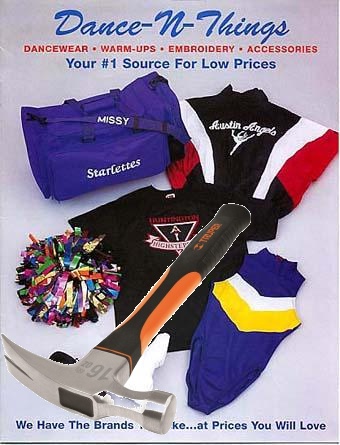 Dance-N-Things
DANCEWEAR • WARM-UPS • EMBROIDERY • ACCESSORIES
Your #1 Source For Low Prices
MISSY
Austin Angels
Starlettes
HUNTINGTON
TRUPER
We Have The Brands ...at Prices You Will Love